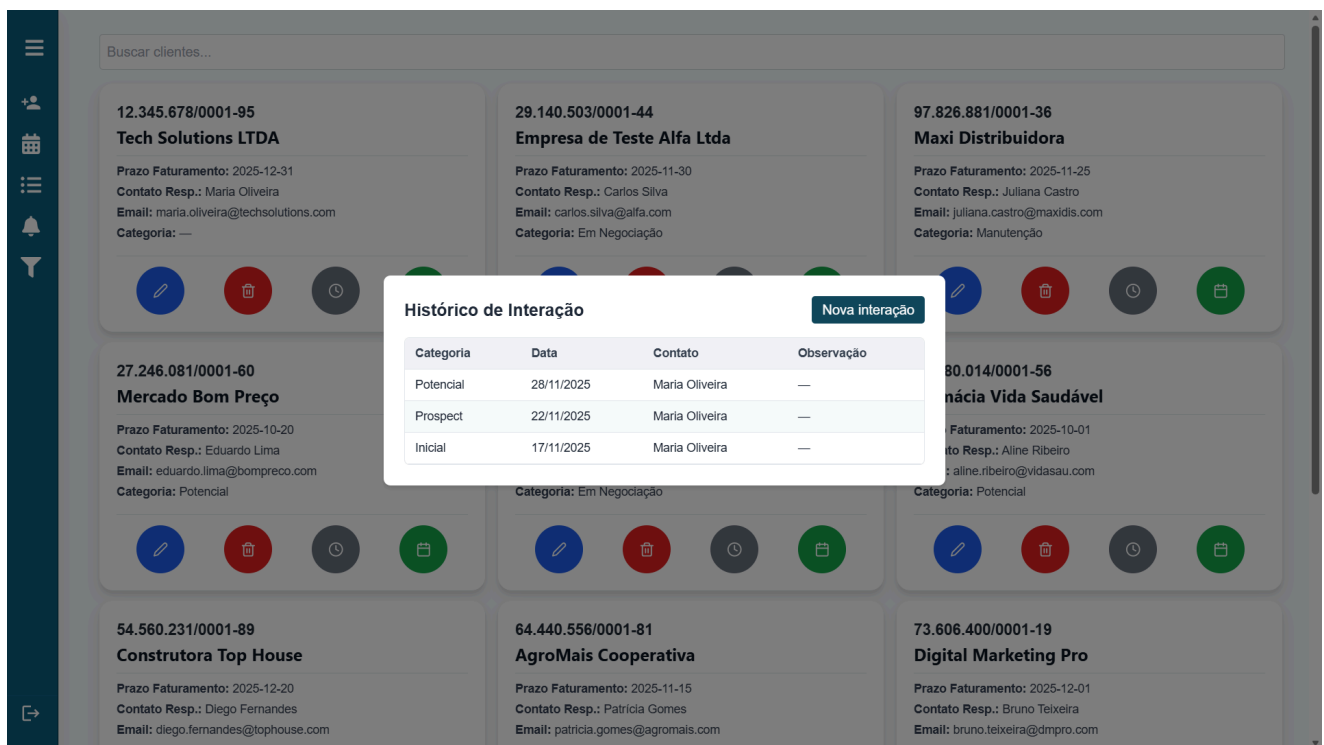 Buscar clientes...
12.345.678/0001-95
Tech Solutions LTDA
Prazo Faturamento: 2025-12-31
Contato Resp.: Maria Oliveira
Email: maria.oliveira@techsolutions.com
Categoria: —
29.140.503/0001-44
Empresa de Teste Alfa Ltda
Prazo Faturamento: 2025-11-30
Contato Resp.: Carlos Silva
Email: carlos.silva@alfa.com
Categoria: Em Negociação
97.826.881/0001-36
Maxi Distribuidora
Prazo Faturamento: 2025-11-25
Contato Resp.: Juliana Castro
Email: juliana.castro@maxidis.com
Categoria: Manutenção
Histórico de Interação
Nova interação
Categoria Data Contato Observação
Potencial 28/11/2025 Maria Oliveira —
Prospect 22/11/2025 Maria Oliveira —
Inicial 17/11/2025 Maria Oliveira —
27.246.081/0001-60
Mercado Bom Preço
Prazo Faturamento: 2025-10-20
Contato Resp.: Eduardo Lima
Email: eduardo.lima@bompreco.com
Categoria: Potencial
Categoria: Em Negociação
80.014/0001-56
Vida Saudável
Faturamento: 2025-10-01
Resp.: Aline Ribeiro
: aline.ribeiro@vidasau.com
Categoria: Potencial
54.560.231/0001-89
Construtora Top House
Prazo Faturamento: 2025-12-20
Contato Resp.: Diego Fernandes
Email: diego.fernandes@tophouse.com
64.440.556/0001-81
AgroMais Cooperativa
Prazo Faturamento: 2025-11-15
Contato Resp.: Patrícia Gomes
Email: patricia.gomes@agromais.com
73.606.400/0001-19
Digital Marketing Pro
Prazo Faturamento: 2025-12-01
Contato Resp.: Bruno Teixeira
Email: bruno.teixeira@dmpro.com